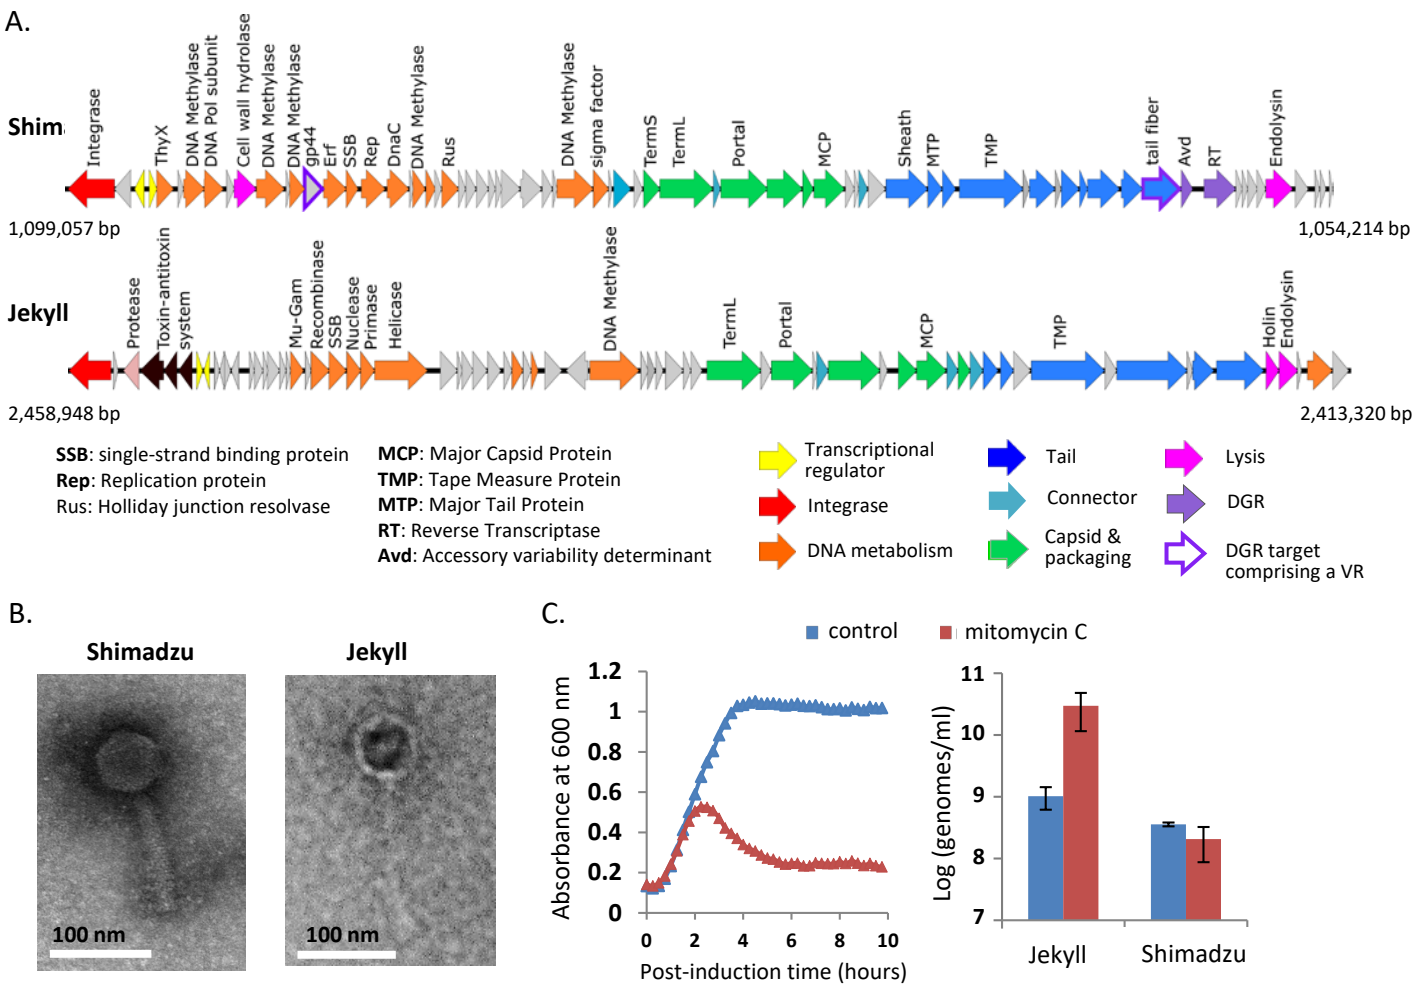 A.
Integrase
ThyX
DNA Methylase
DNA Pol subunit
Cell wall hydrolase
DNA Methylase
DNA Methylase
gp44
Erf
SSB
Rep
DnaC
DNA Methylase
Rus
DNA Methylase
sigma factor
TermS
TermL
Portal
MCP
Sheath
MTP
TMP
tail fiber
Avd
RT
Endolysin
1,099,057 bp
1,054,214 bp
Jekyll
Protease
Toxin-antitoxin
system
Mu-Gam
Recombinase
SSB
Nuclease
Primase
Helicase
DNA Methylase
TermL
Portal
MCP
TMP
Holin
Endolysin
2,458,948 bp
2,413,320 bp
SSB: single-strand binding protein
Rep: Replication protein
Rus: Holliday junction resolvase
MCP: Major Capsid Protein
TMP: Tape Measure Protein
MTP: Major Tail Protein
RT: Reverse Transcriptase
Avd: Accessory variability determinant
Transcriptional
regulator
Integrase
DNA metabolism
Tail
Connector
Capsid &
packaging
Lysis
DGR
DGR target
comprising a VR
B.
Shimadzu
Jekyll
100 nm
100 nm
C.
control
mitomycin C
Absorbance at 600 nm
1.2
1
0.8
0.6
0.4
0.2
0
0 2 4 6 8 10
Post-induction time (hours)
Log (genomes/ml)
11
10
9
8
7
Jekyll Shimadzu